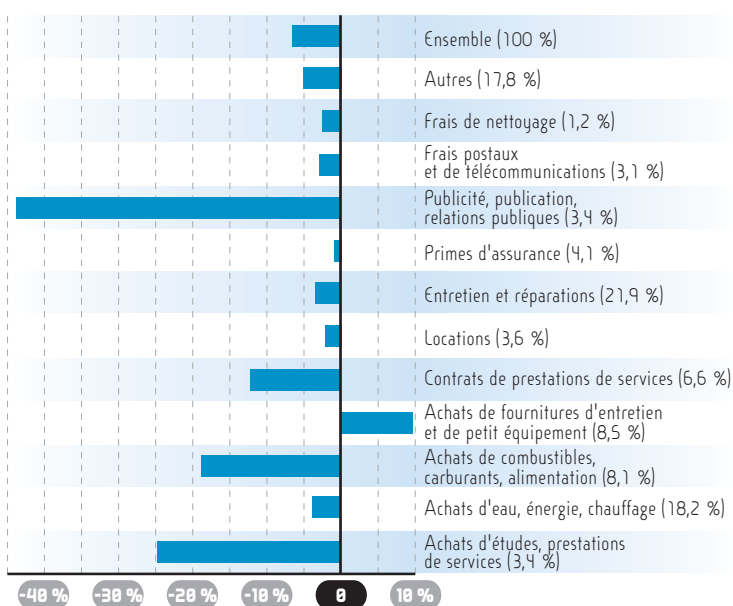 Ensemble (100 %)
Autres (17,8 %)
Frais de nettoyage (1,2 %)
Frais postaux
et de télécommunications (3,1 %)
Publicité, publication,
relations publiques (3,4 %)
Primes d'assurance (4,1 %)
Entretien et réparations (21,9 %)
Locations (3,6 %)
Contrats de prestations de services (6,6 %)
Achats de fournitures d'entretien
et de petit équipement (8,5 %)
Achats de combustibles,
carburants, alimentation (8,1 %)
Achats d'eau, énergie, chauffage (18,2 %)
Achats d'études, prestations
de services (3,4 %)
-40 % -30 % -20 % -10 % 0 10 %